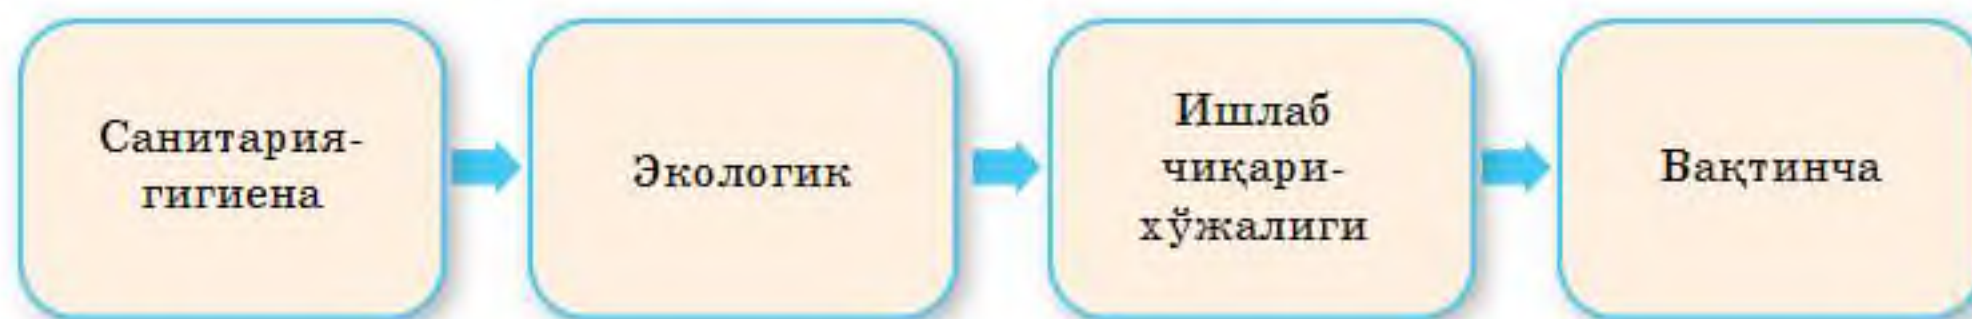 Санитария-
гигиена
Экологик
Ишлаб
чиқари-
хўжалиги
Вақтинча